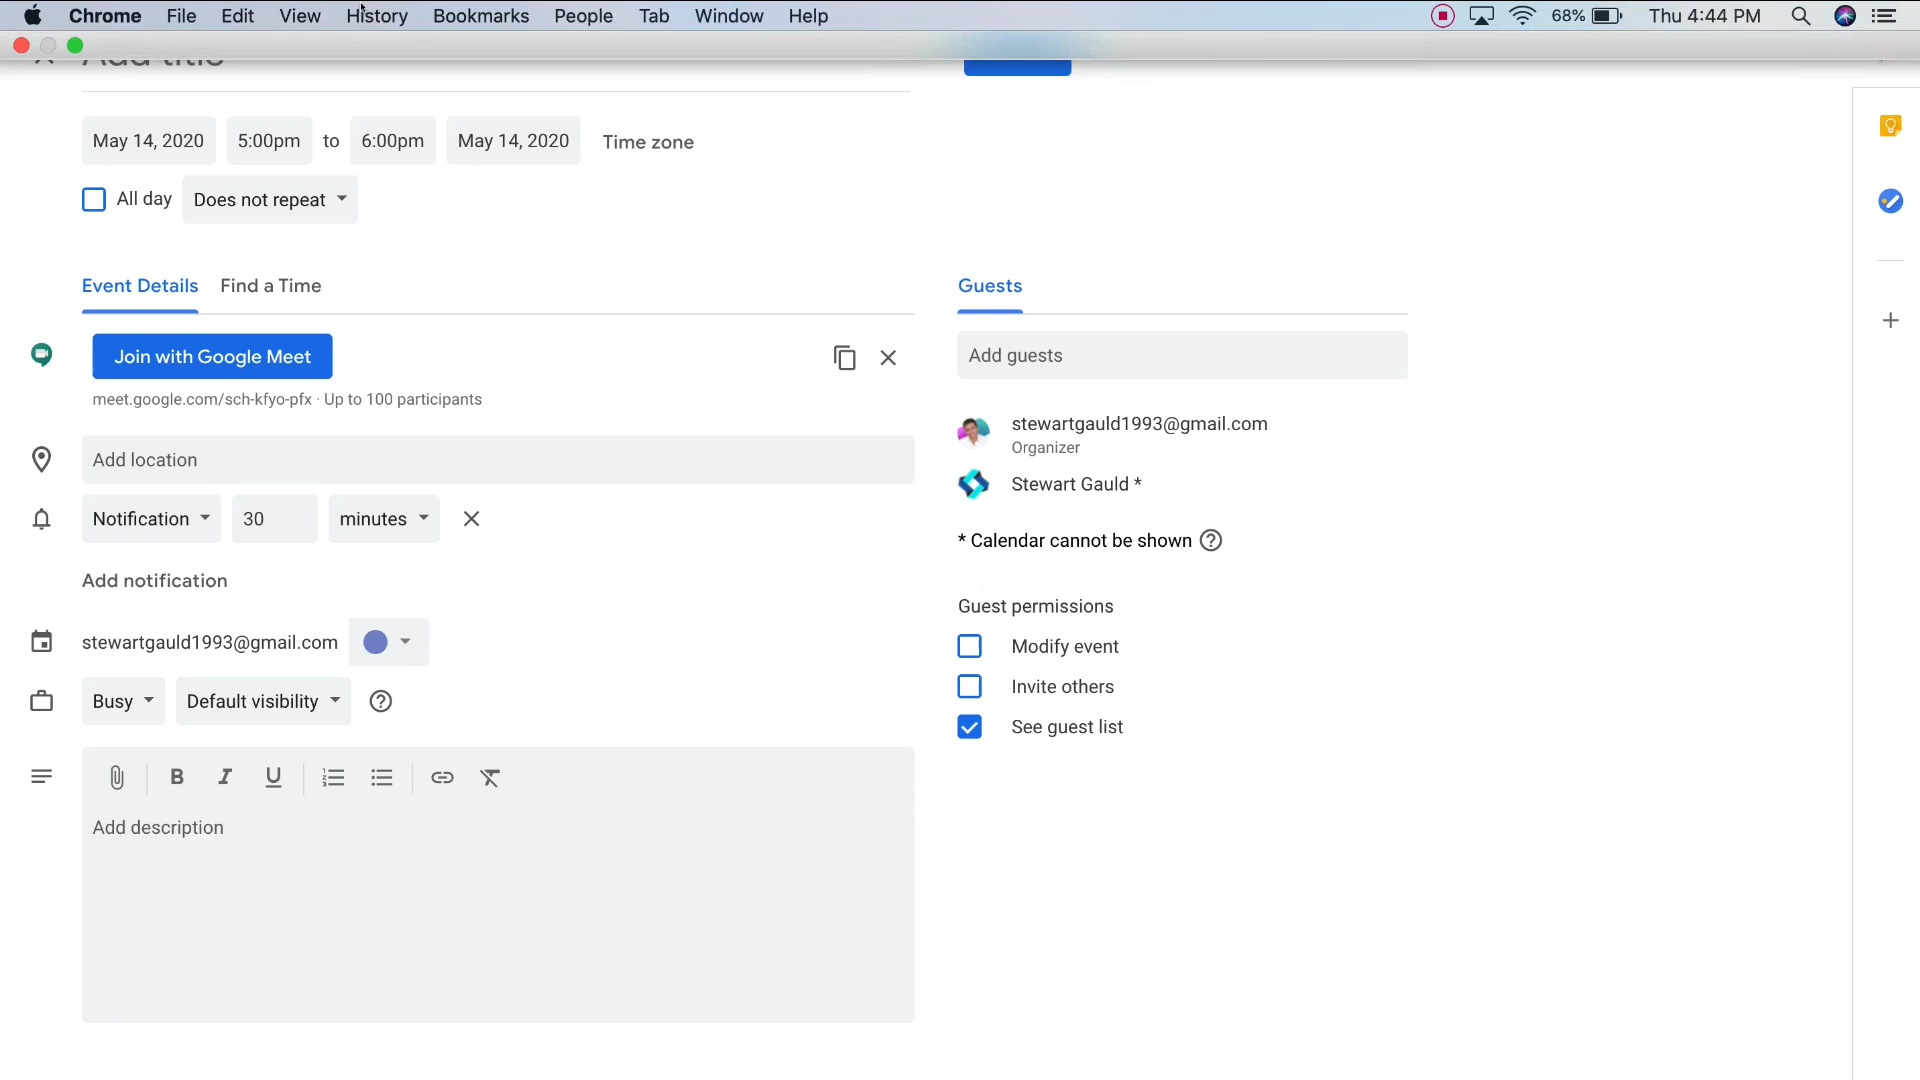 Chrome File Edit View History Bookmarks People Tab Window Help 68% Thu 4:44 PM
Add title
May 14, 2020 5:00pm to 6:00pm May 14, 2020 Time zone
All day Does not repeat
Event Details Find a Time Guests
Join with Google Meet Add guests
meet.google.com/sch-kfyo-pfx · Up to 100 participants
stewartgauld1993@gmail.com
Organizer
Add location
Stewart Gauld *
Notification 30 minutes
* Calendar cannot be shown
Add notification
Guest permissions
stewartgauld1993@gmail.com Modify event
Busy Default visibility Invite others
See guest list
B I U
Add description